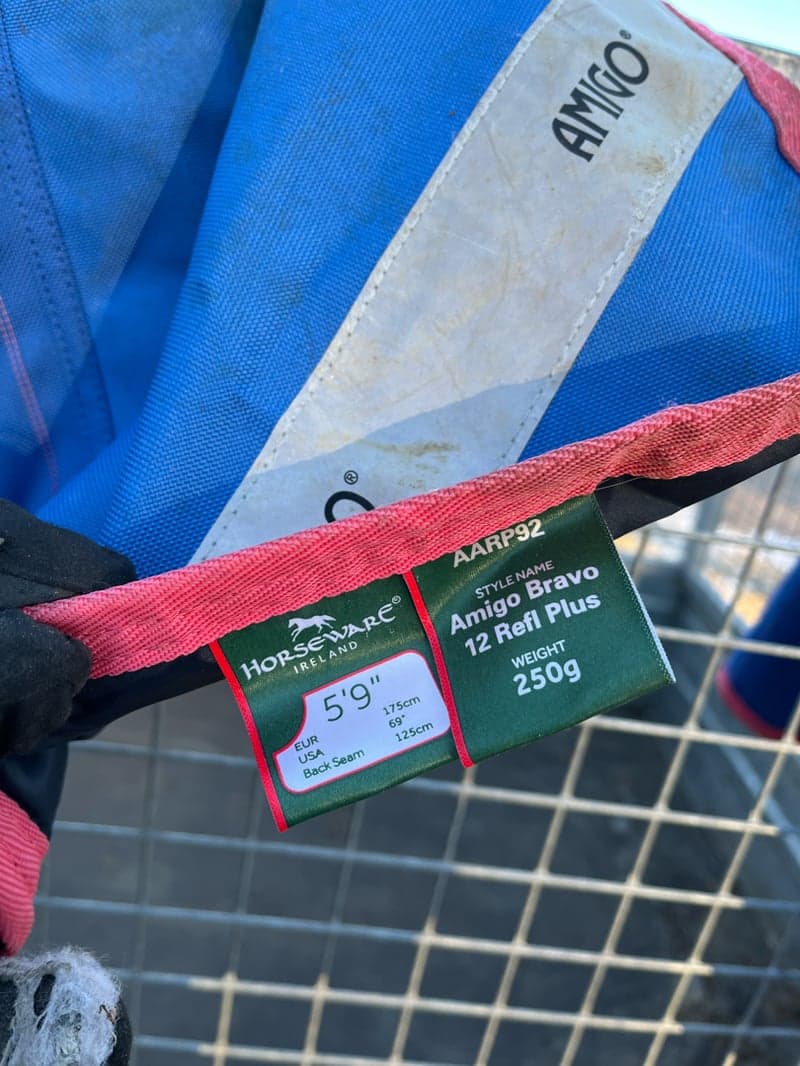 AMIGO®
O®
HORSEWARE®
IRELAND
5'9"
EUR 175cm
USA 69"
Back Seam 125cm
AARP92
STYLE NAME
Amigo Bravo
12 Refl Plus
WEIGHT
250g